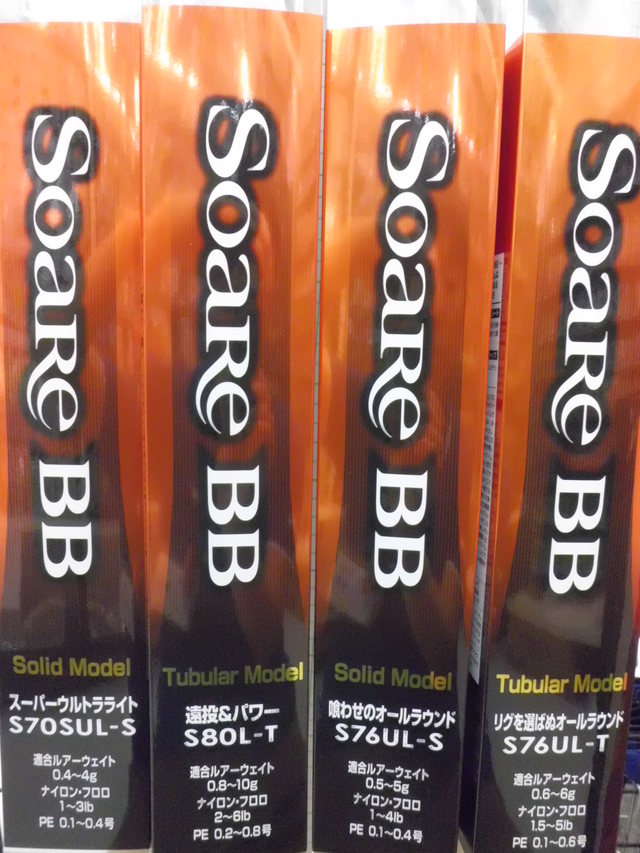 Soare BB
Solid Model
スーパーウルトラライト
S70SUL-S
適合ルアーウェイト
0.4~4g
ナイロン・フロロ
1~3lb
PE 0.1~0.4号
Soare BB
Tubular Model
遠投&パワー
S80L-T
適合ルアーウェイト
0.8~10g
ナイロン・フロロ
2~6lb
PE 0.2~0.8号
Soare BB
Solid Model
喰わせのオールラウンド
S76UL-S
適合ルアーウェイト
0.5~5g
ナイロン・フロロ
1~4lb
PE 0.1~0.4号
Soare BB
Tubular Model
リグを選ばぬオールラウンド
S76UL-T
適合ルアーウェイト
0.6~6g
ナイロン・フロロ
1.5~5lb
PE 0.1~0.6号